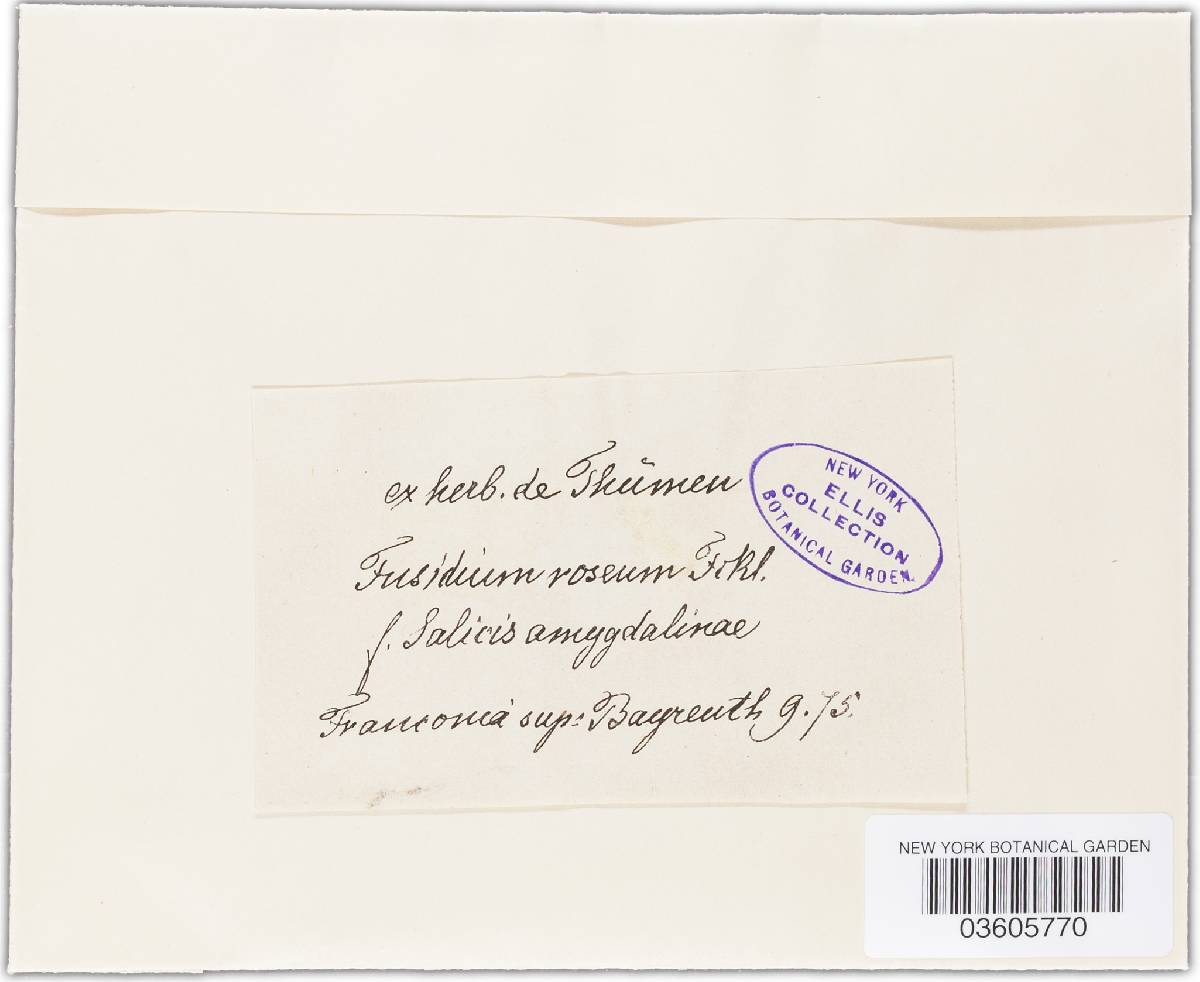 ex herb. de Thümen
Fusidium roseum Fckl.
f. Salicis amygdalinae
Franconia sup: Bayreuth, 9.75.
NEW YORK
ELLIS
COLLECTION
BOTANICAL GARDEN.
NEW YORK BOTANICAL GARDEN
03605770